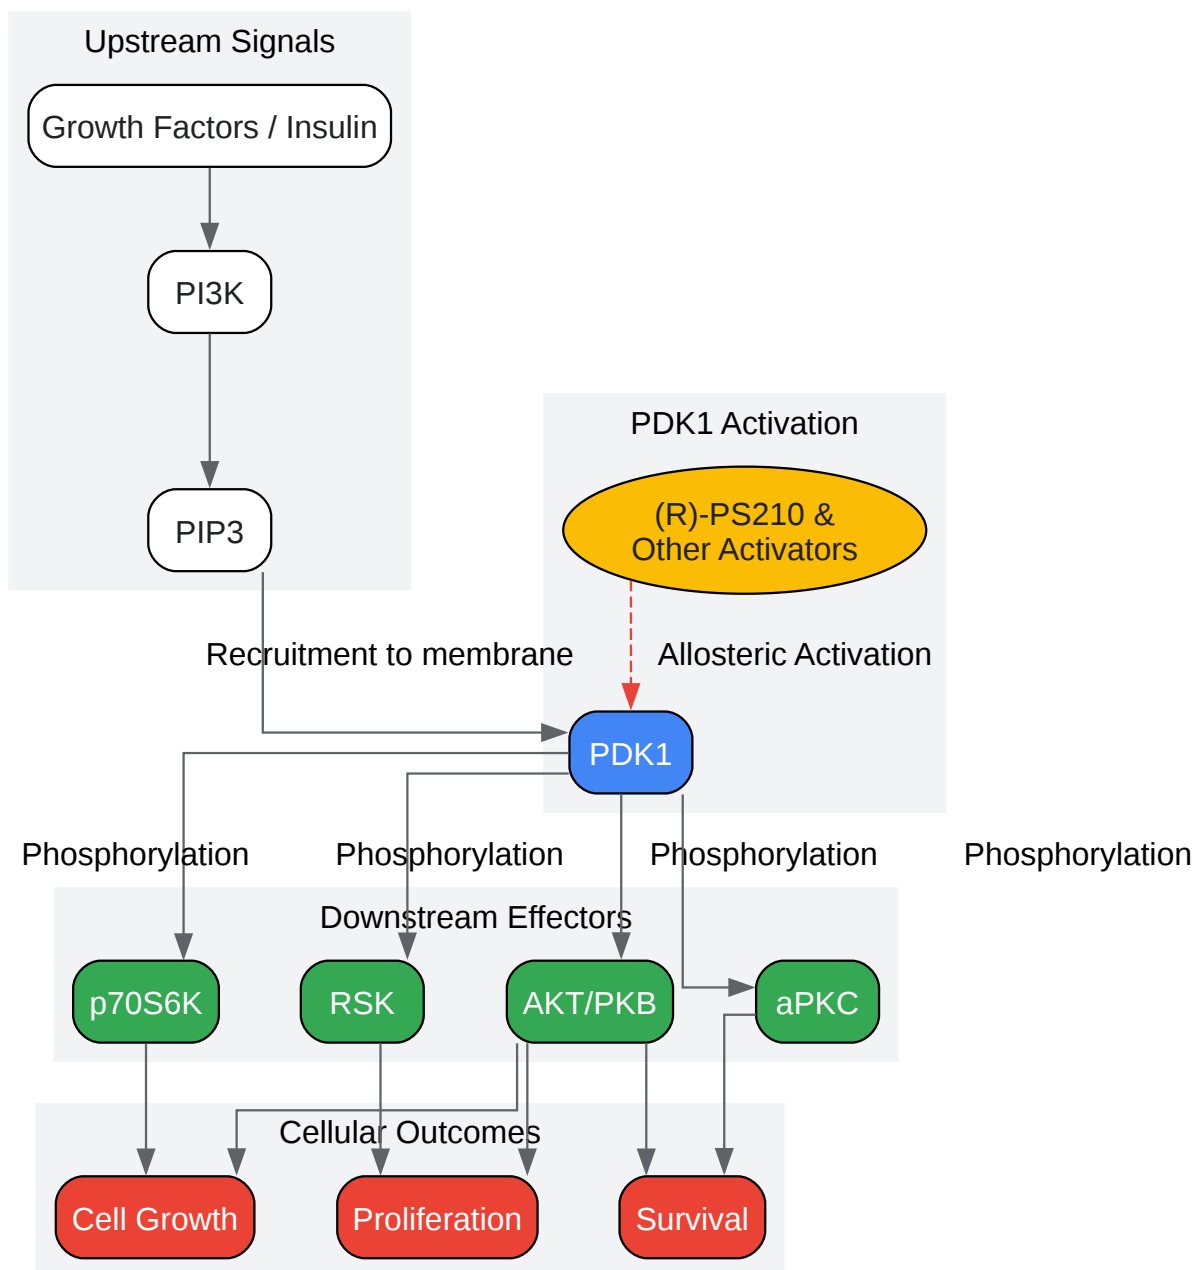 Upstream Signals
Growth Factors / Insulin
PI3K
PDK1 Activation
(R)-PS210 &
Other Activators
PIP3
Recruitment to membrane
Allosteric Activation
PDK1
Phosphorylation
Phosphorylation
Phosphorylation
Phosphorylation
Downstream Effectors
p70S6K
RSK
AKT/PKB
aPKC
Cellular Outcomes
Cell Growth
Proliferation
Survival